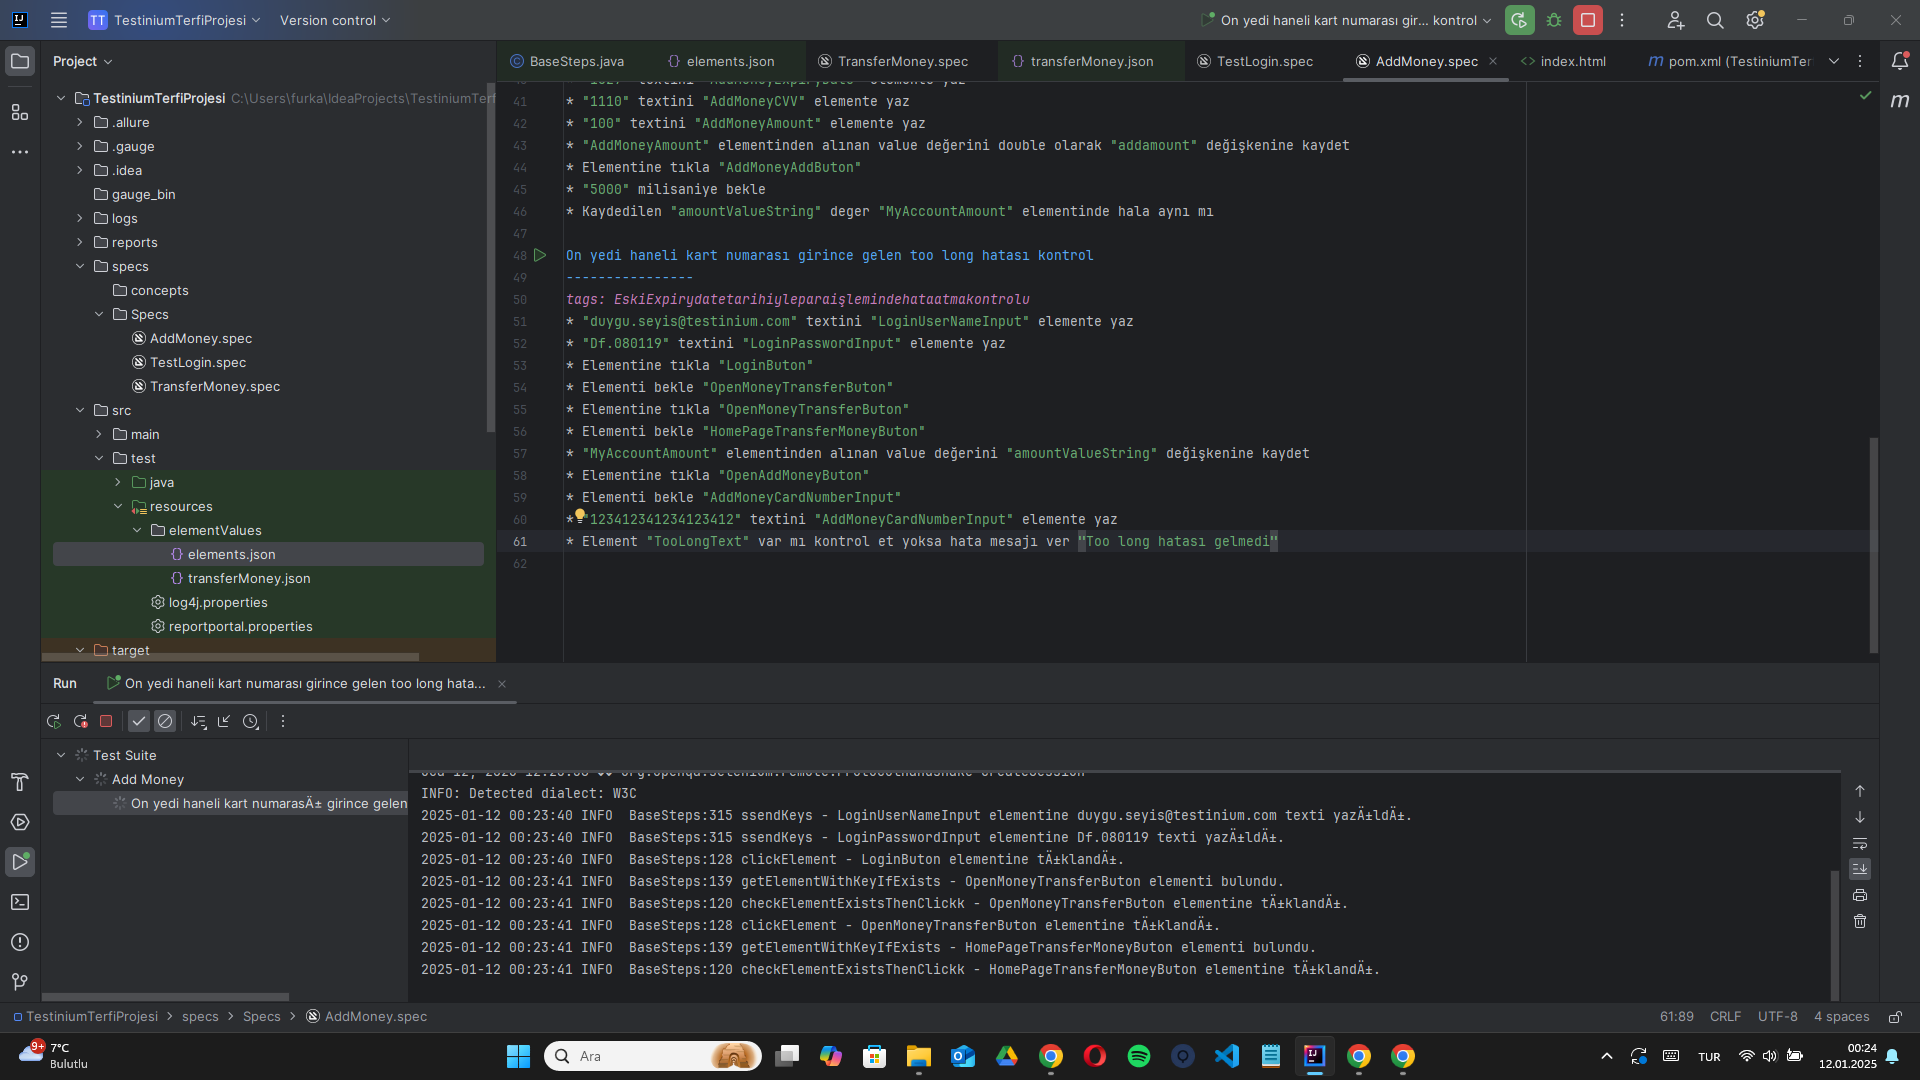 TT TestiniumTerfiProjesi Version control On yedi haneli kart numarası gir... kontrol
Project
BaseSteps.java elements.json TransferMoney.spec transferMoney.json TestLogin.spec AddMoney.spec index.html pom.xml (TestiniumTer
TestiniumTerfiProjesi C:\Users\furka\IdeaProjects\TestiniumTerf
.allure
.gauge
.idea
gauge_bin
logs
reports
specs
concepts
Specs
AddMoney.spec
TestLogin.spec
TransferMoney.spec
src
main
test
java
resources
elementValues
elements.json
transferMoney.json
log4j.properties
reportportal.properties
target
41 * "1110" textini "AddMoneyCVV" elemente yaz
42 * "100" textini "AddMoneyAmount" elemente yaz
43 * "AddMoneyAmount" elementinden alınan value değerini double olarak "addamount" değişkenine kaydet
44 * Elementine tıkla "AddMoneyAddButon"
45 * "5000" milisaniye bekle
46 * Kaydedilen "amountValueString" deger "MyAccountAmount" elementinde hala aynı mı
47
48 On yedi haneli kart numarası girince gelen too long hatası kontrol
49 ----------------
50 tags: EskiExpirydatetarihiyleparaişlemindehataatmakontrolu
51 * "duygu.seyis@testinium.com" textini "LoginUserNameInput" elemente yaz
52 * "Df.080119" textini "LoginPasswordInput" elemente yaz
53 * Elementine tıkla "LoginButon"
54 * Elementi bekle "OpenMoneyTransferButon"
55 * Elementine tıkla "OpenMoneyTransferButon"
56 * Elementi bekle "HomePageTransferMoneyButon"
57 * "MyAccountAmount" elementinden alınan value değerini "amountValueString" değişkenine kaydet
58 * Elementine tıkla "OpenAddMoneyButon"
59 * Elementi bekle "AddMoneyCardNumberInput"
60 * "123412341234123412" textini "AddMoneyCardNumberInput" elemente yaz
61 * Element "TooLongText" var mı kontrol et yoksa hata mesajı ver "Too long hatası gelmedi"
62
Run On yedi haneli kart numarası girince gelen too long hata...
Test Suite
Add Money
On yedi haneli kart numarasÄ± girince gelen
INFO: Detected dialect: W3C
2025-01-12 00:23:40 INFO  BaseSteps:315 ssendKeys - LoginUserNameInput elementine duygu.seyis@testinium.com texti yazÄ±ldÄ±.
2025-01-12 00:23:40 INFO  BaseSteps:315 ssendKeys - LoginPasswordInput elementine Df.080119 texti yazÄ±ldÄ±.
2025-01-12 00:23:40 INFO  BaseSteps:128 clickElement - LoginButon elementine tÄ±klandÄ±.
2025-01-12 00:23:41 INFO  BaseSteps:139 getElementWithKeyIfExists - OpenMoneyTransferButon elementi bulundu.
2025-01-12 00:23:41 INFO  BaseSteps:120 checkElementExistsThenClickk - OpenMoneyTransferButon elementine tÄ±klandÄ±.
2025-01-12 00:23:41 INFO  BaseSteps:128 clickElement - OpenMoneyTransferButon elementine tÄ±klandÄ±.
2025-01-12 00:23:41 INFO  BaseSteps:139 getElementWithKeyIfExists - HomePageTransferMoneyButon elementi bulundu.
2025-01-12 00:23:41 INFO  BaseSteps:120 checkElementExistsThenClickk - HomePageTransferMoneyButon elementine tÄ±klandÄ±.
TestiniumTerfiProjesi > specs > Specs > AddMoney.spec 61:89 CRLF UTF-8 4 spaces
9+ 7°C
Bulutlu
Ara
TUR
00:24
12.01.2025